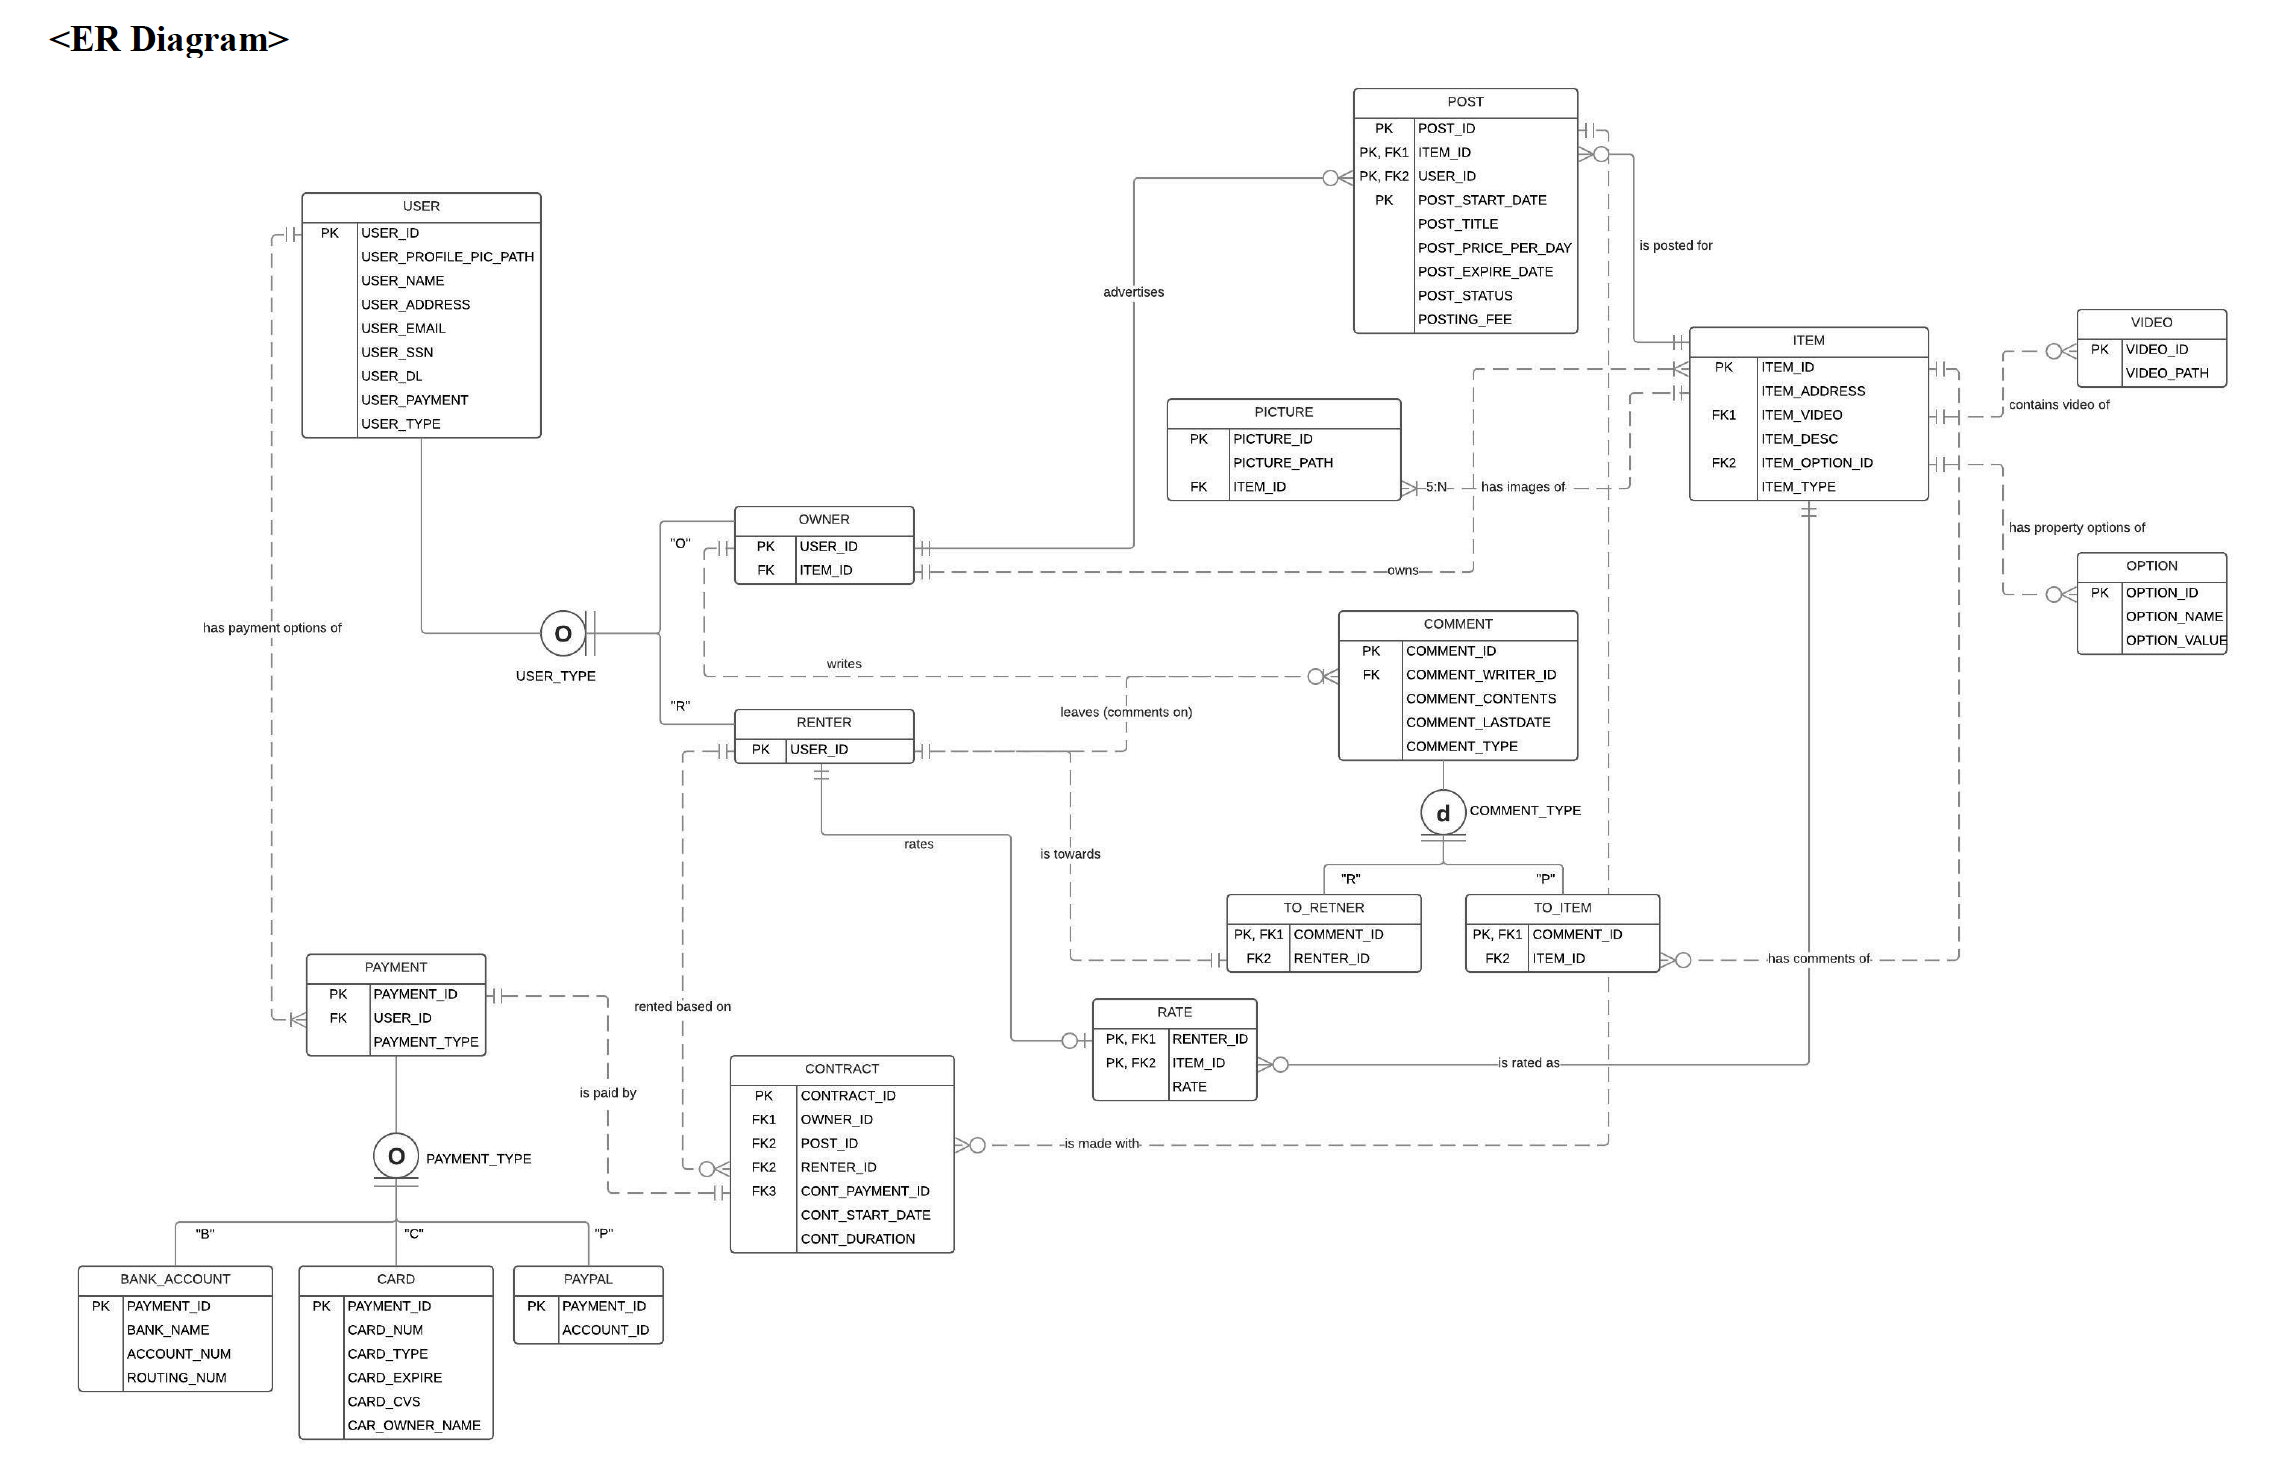 <ER Diagram>
POST
PK POST_ID
PK, FK1 ITEM_ID
PK, FK2 USER_ID
PK POST_START_DATE
POST_TITLE
POST_PRICE_PER_DAY
POST_EXPIRE_DATE
POST_STATUS
POSTING_FEE
USER
PK USER_ID
USER_PROFILE_PIC_PATH
USER_NAME
USER_ADDRESS
USER_EMAIL
USER_SSN
USER_DL
USER_PAYMENT
USER_TYPE
is posted for
advertises
VIDEO
PK VIDEO_ID
VIDEO_PATH
ITEM
PK ITEM_ID
ITEM_ADDRESS
FK1 ITEM_VIDEO
ITEM_DESC
FK2 ITEM_OPTION_ID
ITEM_TYPE
contains video of
PICTURE
PK PICTURE_ID
PICTURE_PATH
FK ITEM_ID
5:N
has images of
has property options of
OWNER
PK USER_ID
FK ITEM_ID
"O"
owns
OPTION
PK OPTION_ID
OPTION_NAME
OPTION_VALUE
has payment options of
O
USER_TYPE
COMMENT
PK COMMENT_ID
FK COMMENT_WRITER_ID
COMMENT_CONTENTS
COMMENT_LASTDATE
COMMENT_TYPE
writes
"R"
leaves (comments on)
RENTER
PK USER_ID
d
COMMENT_TYPE
rates
is towards
"R"
"P"
TO_RETNER
PK, FK1 COMMENT_ID
FK2 RENTER_ID
TO_ITEM
PK, FK1 COMMENT_ID
FK2 ITEM_ID
has comments of
PAYMENT
PK PAYMENT_ID
FK USER_ID
PAYMENT_TYPE
rented based on
RATE
PK, FK1 RENTER_ID
PK, FK2 ITEM_ID
RATE
is rated as
is paid by
CONTRACT
PK CONTRACT_ID
FK1 OWNER_ID
FK2 POST_ID
FK2 RENTER_ID
FK3 CONT_PAYMENT_ID
CONT_START_DATE
CONT_DURATION
is made with
O
PAYMENT_TYPE
"B"
"C"
"P"
BANK_ACCOUNT
PK PAYMENT_ID
BANK_NAME
ACCOUNT_NUM
ROUTING_NUM
CARD
PK PAYMENT_ID
CARD_NUM
CARD_TYPE
CARD_EXPIRE
CARD_CVS
CAR_OWNER_NAME
PAYPAL
PK PAYMENT_ID
ACCOUNT_ID